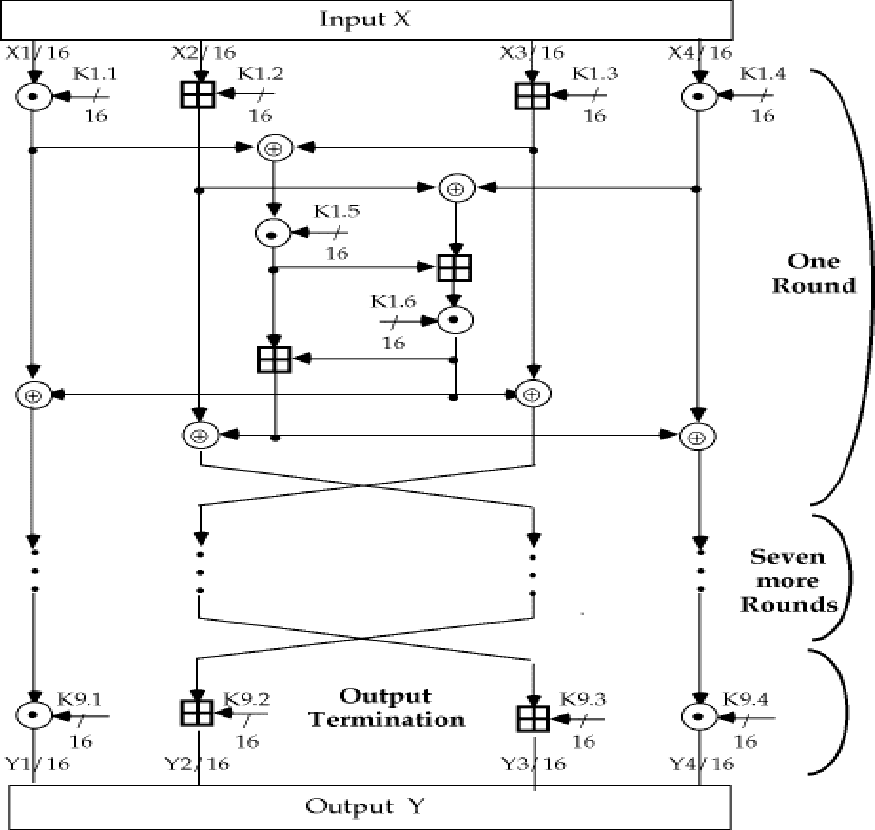 Input X
X1/16 X2/16 X3/16 X4/16
K1.1 K1.2 K1.3 K1.4
16 16 16 16
K1.5
16
One
Round
K1.6
16
Seven
more
Rounds
K9.1 K9.2 Output K9.3 K9.4
Termination
16 16 16 16
Y1/16 Y2/16 Y3/16 Y4/16
Output Y